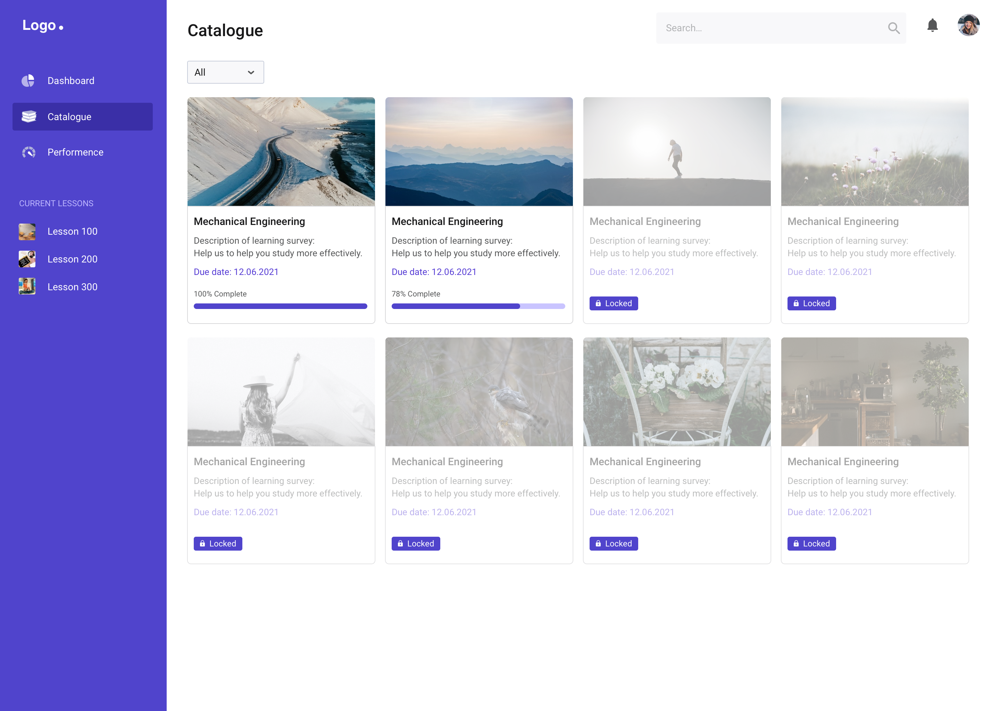 Logo
Catalogue
Search...
All
Dashboard
Catalogue
Performence
CURRENT LESSONS
Lesson 100
Lesson 200
Lesson 300
Mechanical Engineering
Description of learning survey:
Help us to help you study more effectively.
Due date: 12.06.2021
100% Complete
Mechanical Engineering
Description of learning survey:
Help us to help you study more effectively.
Due date: 12.06.2021
78% Complete
Mechanical Engineering
Description of learning survey:
Help us to help you study more effectively.
Due date: 12.06.2021
Locked
Mechanical Engineering
Description of learning survey:
Help us to help you study more effectively.
Due date: 12.06.2021
Locked
Mechanical Engineering
Description of learning survey:
Help us to help you study more effectively.
Due date: 12.06.2021
Locked
Mechanical Engineering
Description of learning survey:
Help us to help you study more effectively.
Due date: 12.06.2021
Locked
Mechanical Engineering
Description of learning survey:
Help us to help you study more effectively.
Due date: 12.06.2021
Locked
Mechanical Engineering
Description of learning survey:
Help us to help you study more effectively.
Due date: 12.06.2021
Locked